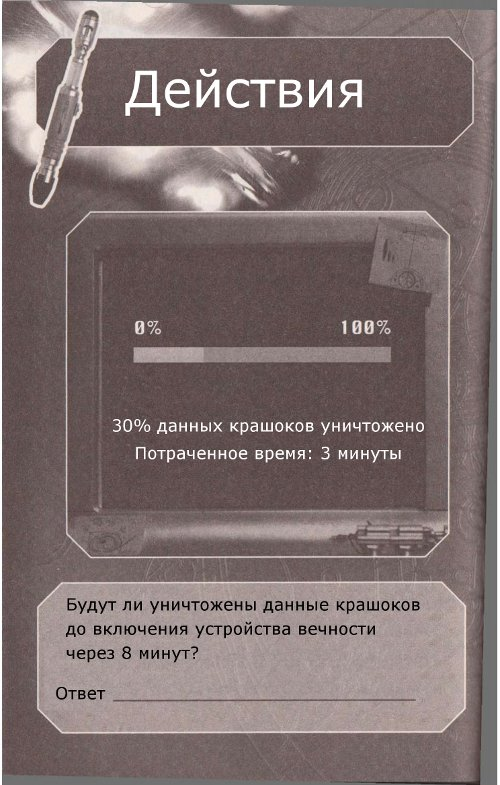 Действия
0% 100%
30% данных крашоков уничтожено
Потраченное время: 3 минуты
Будут ли уничтожены данные крашоков
до включения устройства вечности
через 8 минут?
Ответ ______________________________